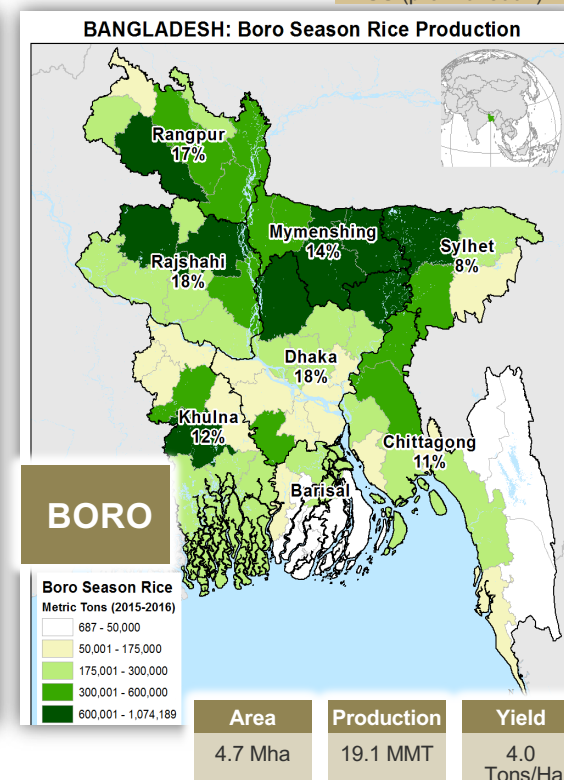 BANGLADESH: Boro Season Rice Production
Rangpur
17%
Mymenshing
14%
Sylhet
8%
Rajshahi
18%
Dhaka
18%
Khulna
12%
Chittagong
11%
Barisal
BORO
Boro Season Rice
Metric Tons (2015-2016)
687 - 50,000
50,001 - 175,000
175,001 - 300,000
300,001 - 600,000
600,001 - 1,074,189
Area
4.7 Mha
Production
19.1 MMT
Yield
4.0
Tons/Ha